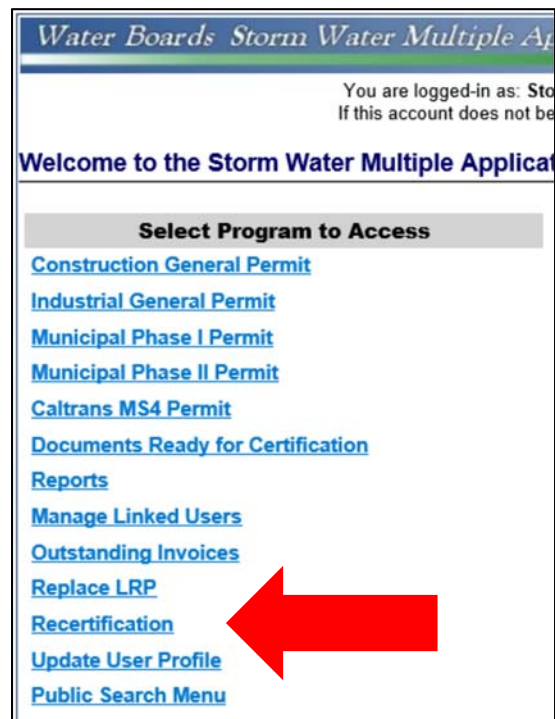 Water Boards Storm Water Multiple Ap
You are logged-in as: Sto
If this account does not be
Welcome to the Storm Water Multiple Applicat
Select Program to Access
Construction General Permit
Industrial General Permit
Municipal Phase I Permit
Municipal Phase II Permit
Caltrans MS4 Permit
Documents Ready for Certification
Reports
Manage Linked Users
Outstanding Invoices
Replace LRP
Recertification
Update User Profile
Public Search Menu